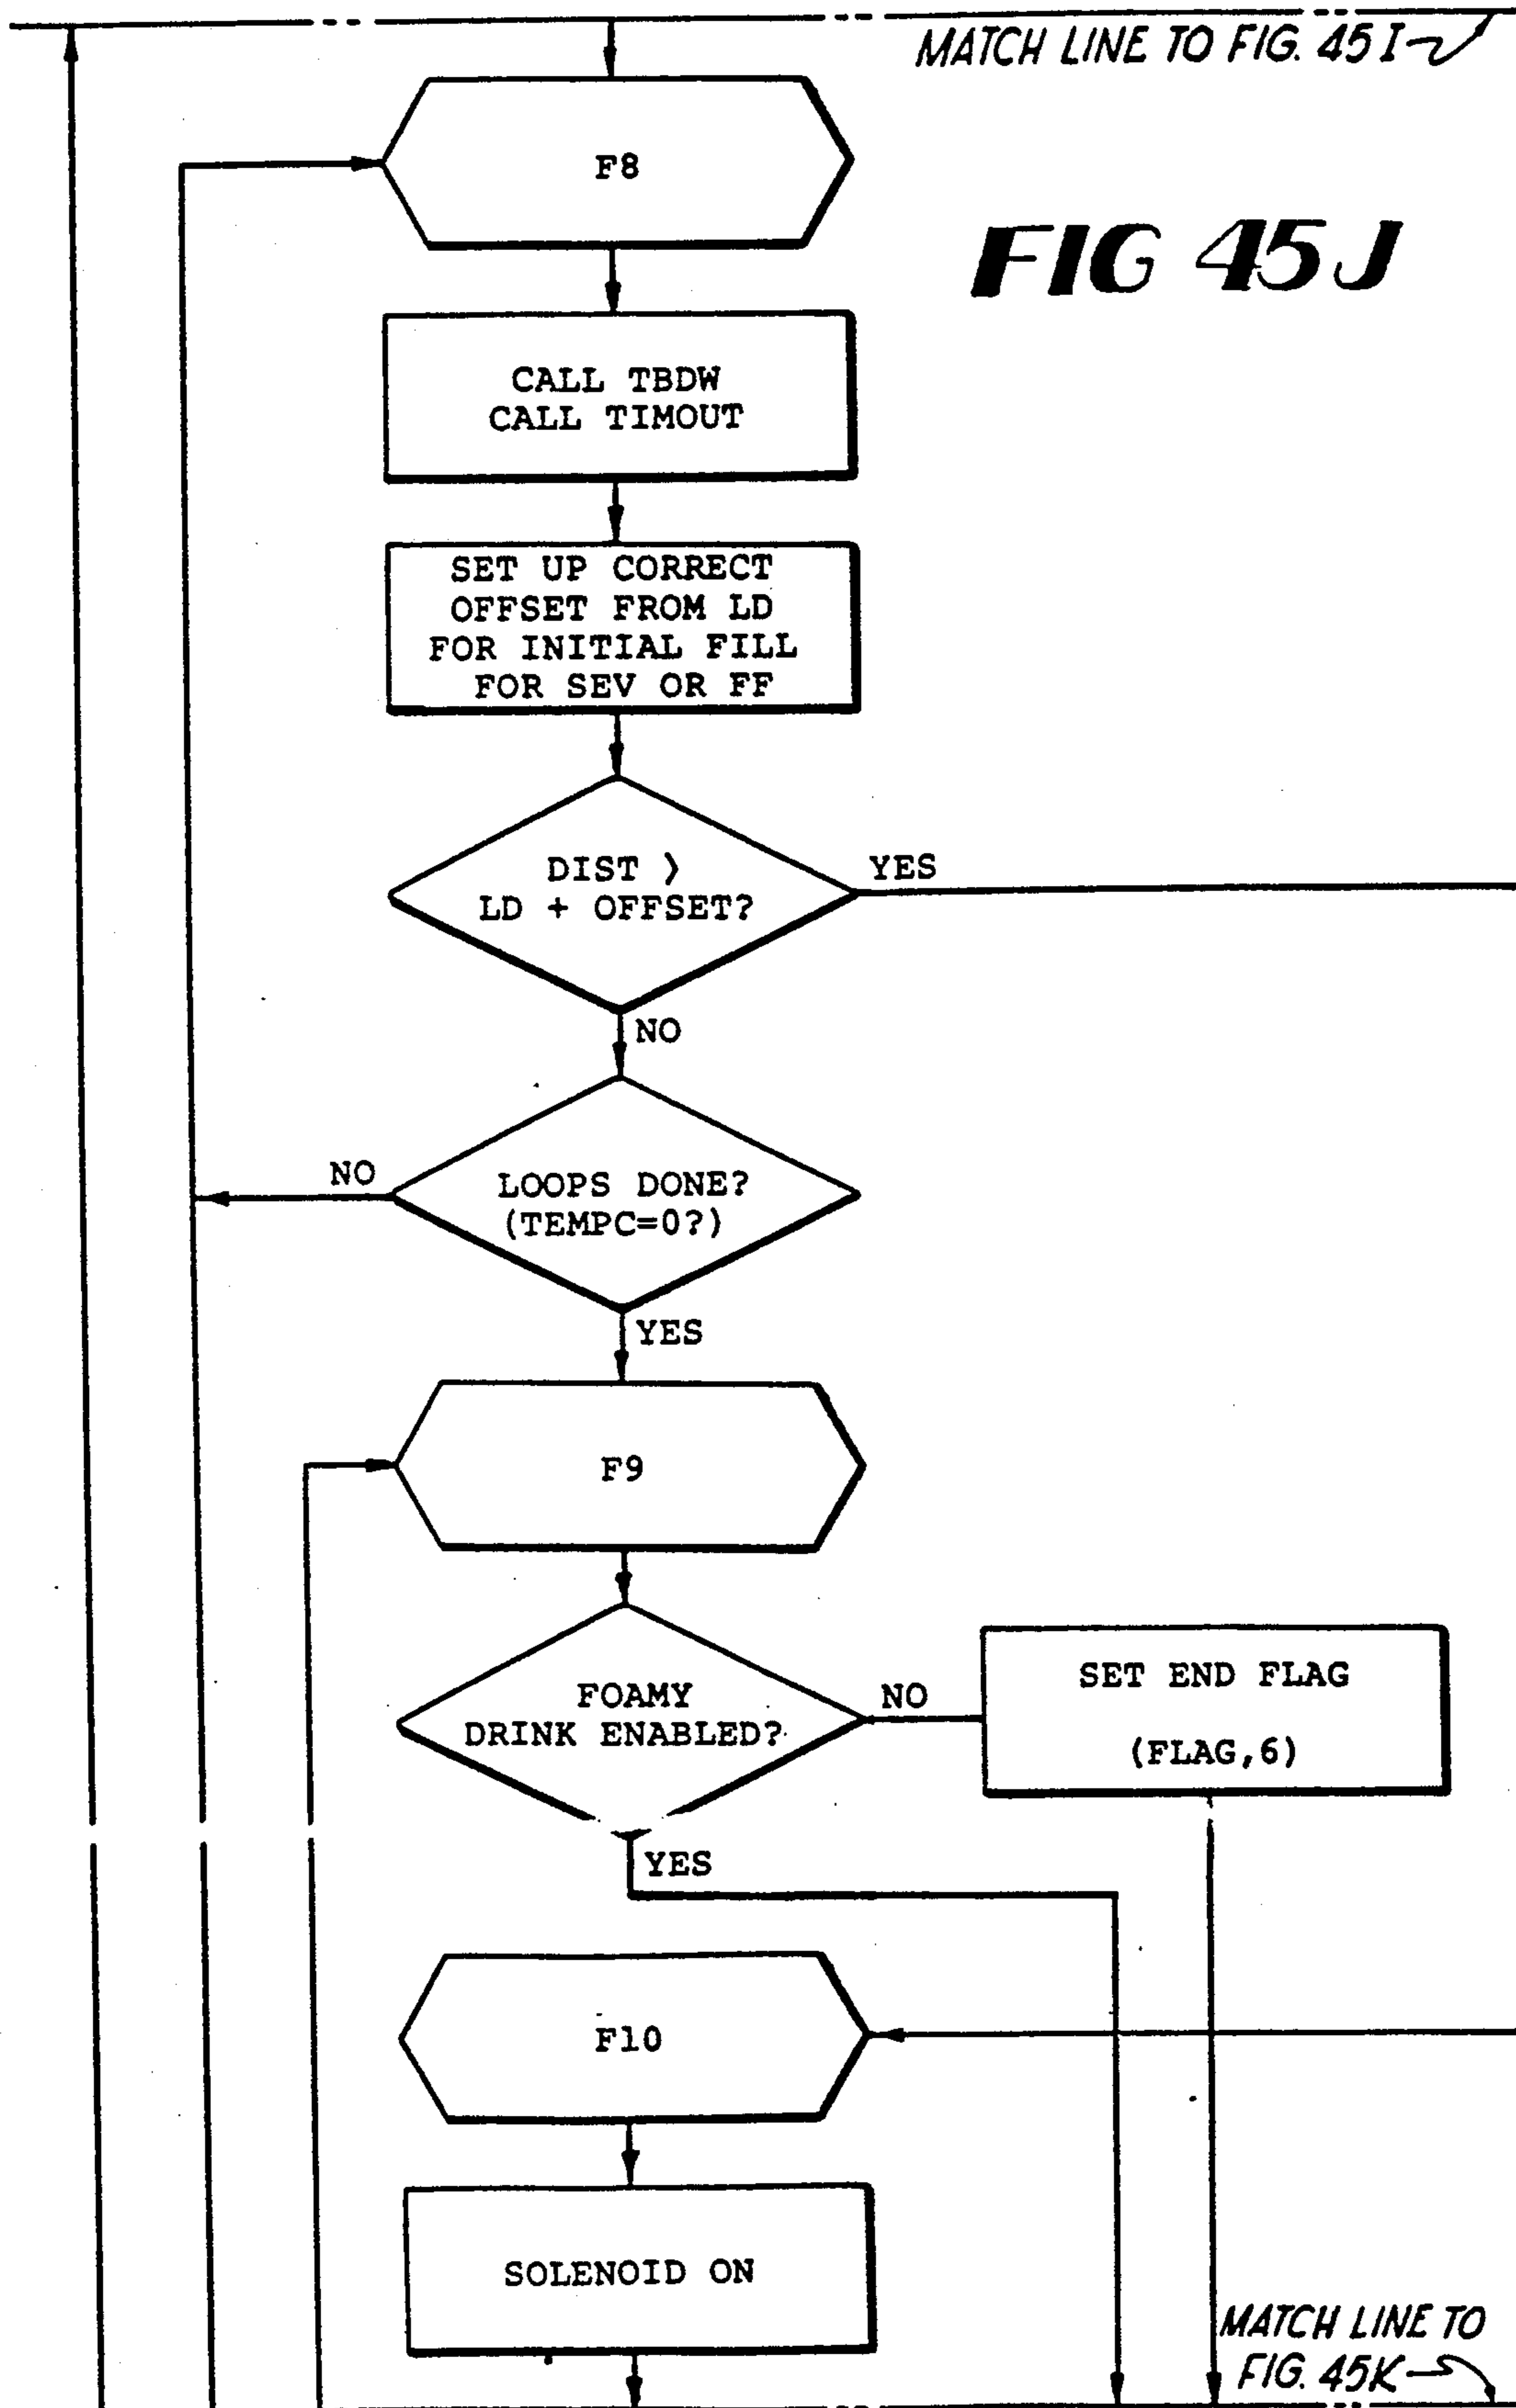 MATCH LINE TO FIG. 45I
F8
FIG 45J
CALL TBDW
CALL TIMOUT
SET UP CORRECT
OFFSET FROM LD
FOR INITIAL FILL
FOR SEV OR FF
DIST >
LD + OFFSET?
YES
NO
LOOPS DONE?
(TEMPC=0?)
NO
YES
F9
FOAMY
DRINK ENABLED?
NO
SET END FLAG
(FLAG,6)
YES
F10
SOLENOID ON
MATCH LINE TO
FIG. 45K